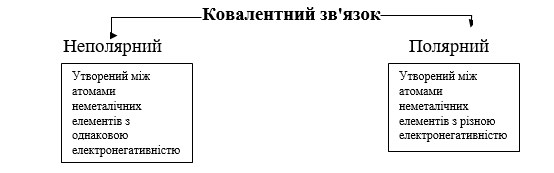 Ковалентний зв'язок
Неполярний
Утворений між
атомами
неметалічних
елементів з
однаковою
електронегативністю
Полярний
Утворений між
атомами
неметалічних
елементів з різною
електронегативністю